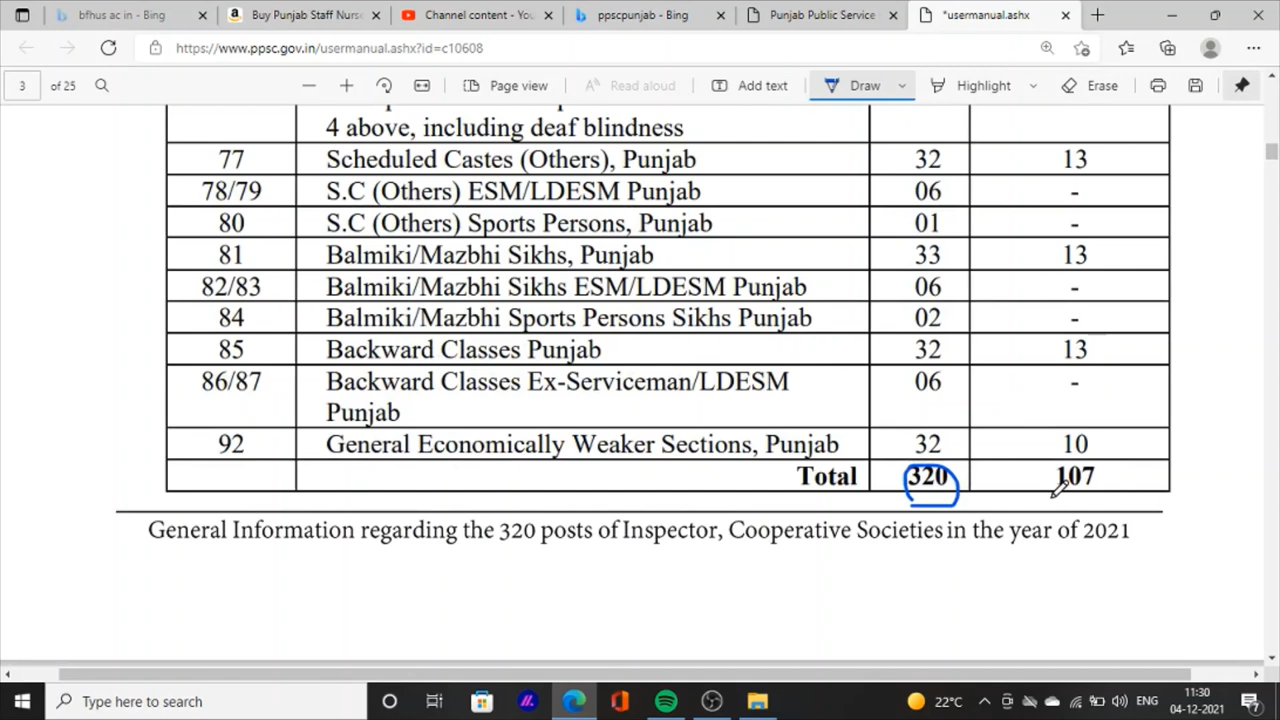 bfhus ac in - Bing
Buy Punjab Staff Nurse
Channel content - You
ppscpunjab - Bing
Punjab Public Service
*usermanual.ashx
https://www.ppsc.gov.in/usermanual.ashx?id=c10608
3 of 25
Page view
Read aloud
Add text
Draw
Highlight
Erase
4 above, including deaf blindness
77 Scheduled Castes (Others), Punjab 32 13
78/79 S.C (Others) ESM/LDESM Punjab 06 -
80 S.C (Others) Sports Persons, Punjab 01 -
81 Balmiki/Mazbhi Sikhs, Punjab 33 13
82/83 Balmiki/Mazbhi Sikhs ESM/LDESM Punjab 06 -
84 Balmiki/Mazbhi Sports Persons Sikhs Punjab 02 -
85 Backward Classes Punjab 32 13
86/87 Backward Classes Ex-Serviceman/LDESM 06 -
Punjab
92 General Economically Weaker Sections, Punjab 32 10
Total 320 107
General Information regarding the 320 posts of Inspector, Cooperative Societies in the year of 2021
Type here to search
22°C
ENG
11:30
04-12-2021
7